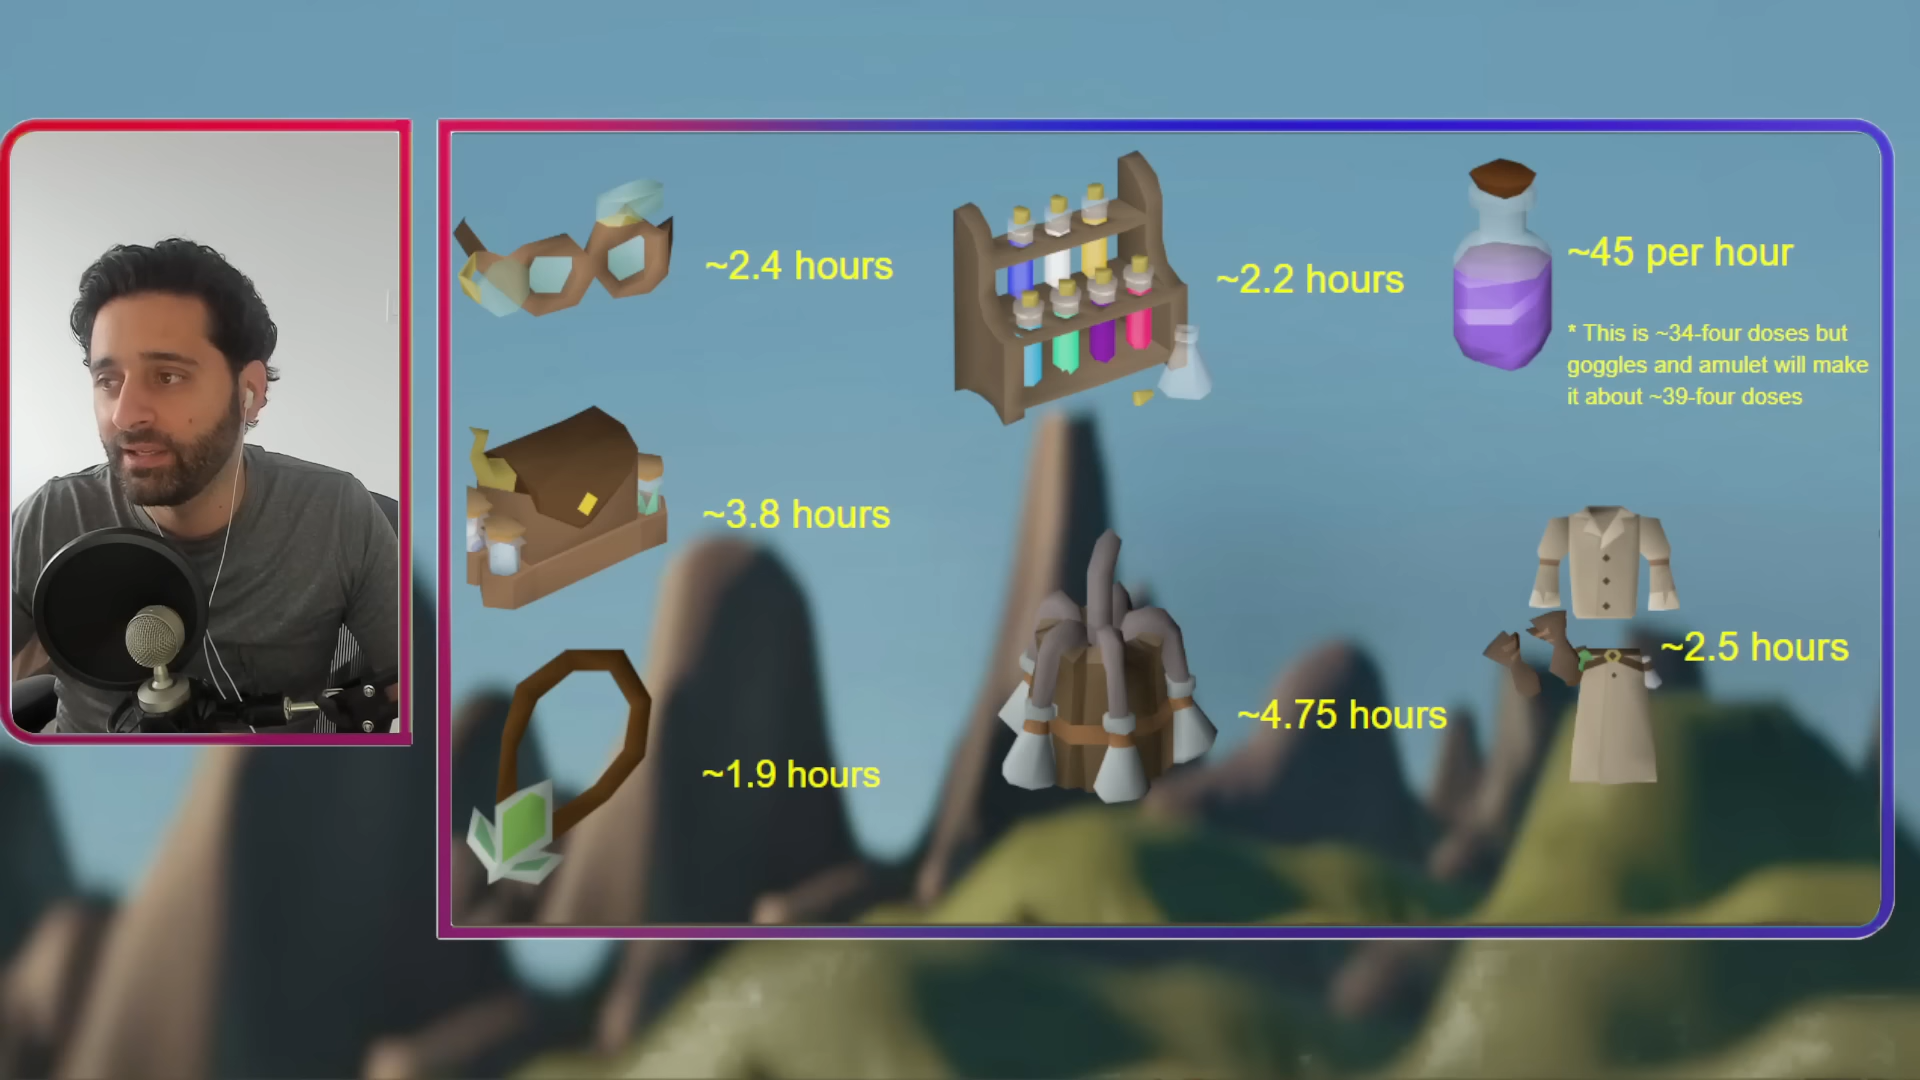 ~2.4 hours
~2.2 hours
~45 per hour
* This is ~34-four doses but
goggles and amulet will make
it about ~39-four doses
~3.8 hours
~2.5 hours
~4.75 hours
~1.9 hours